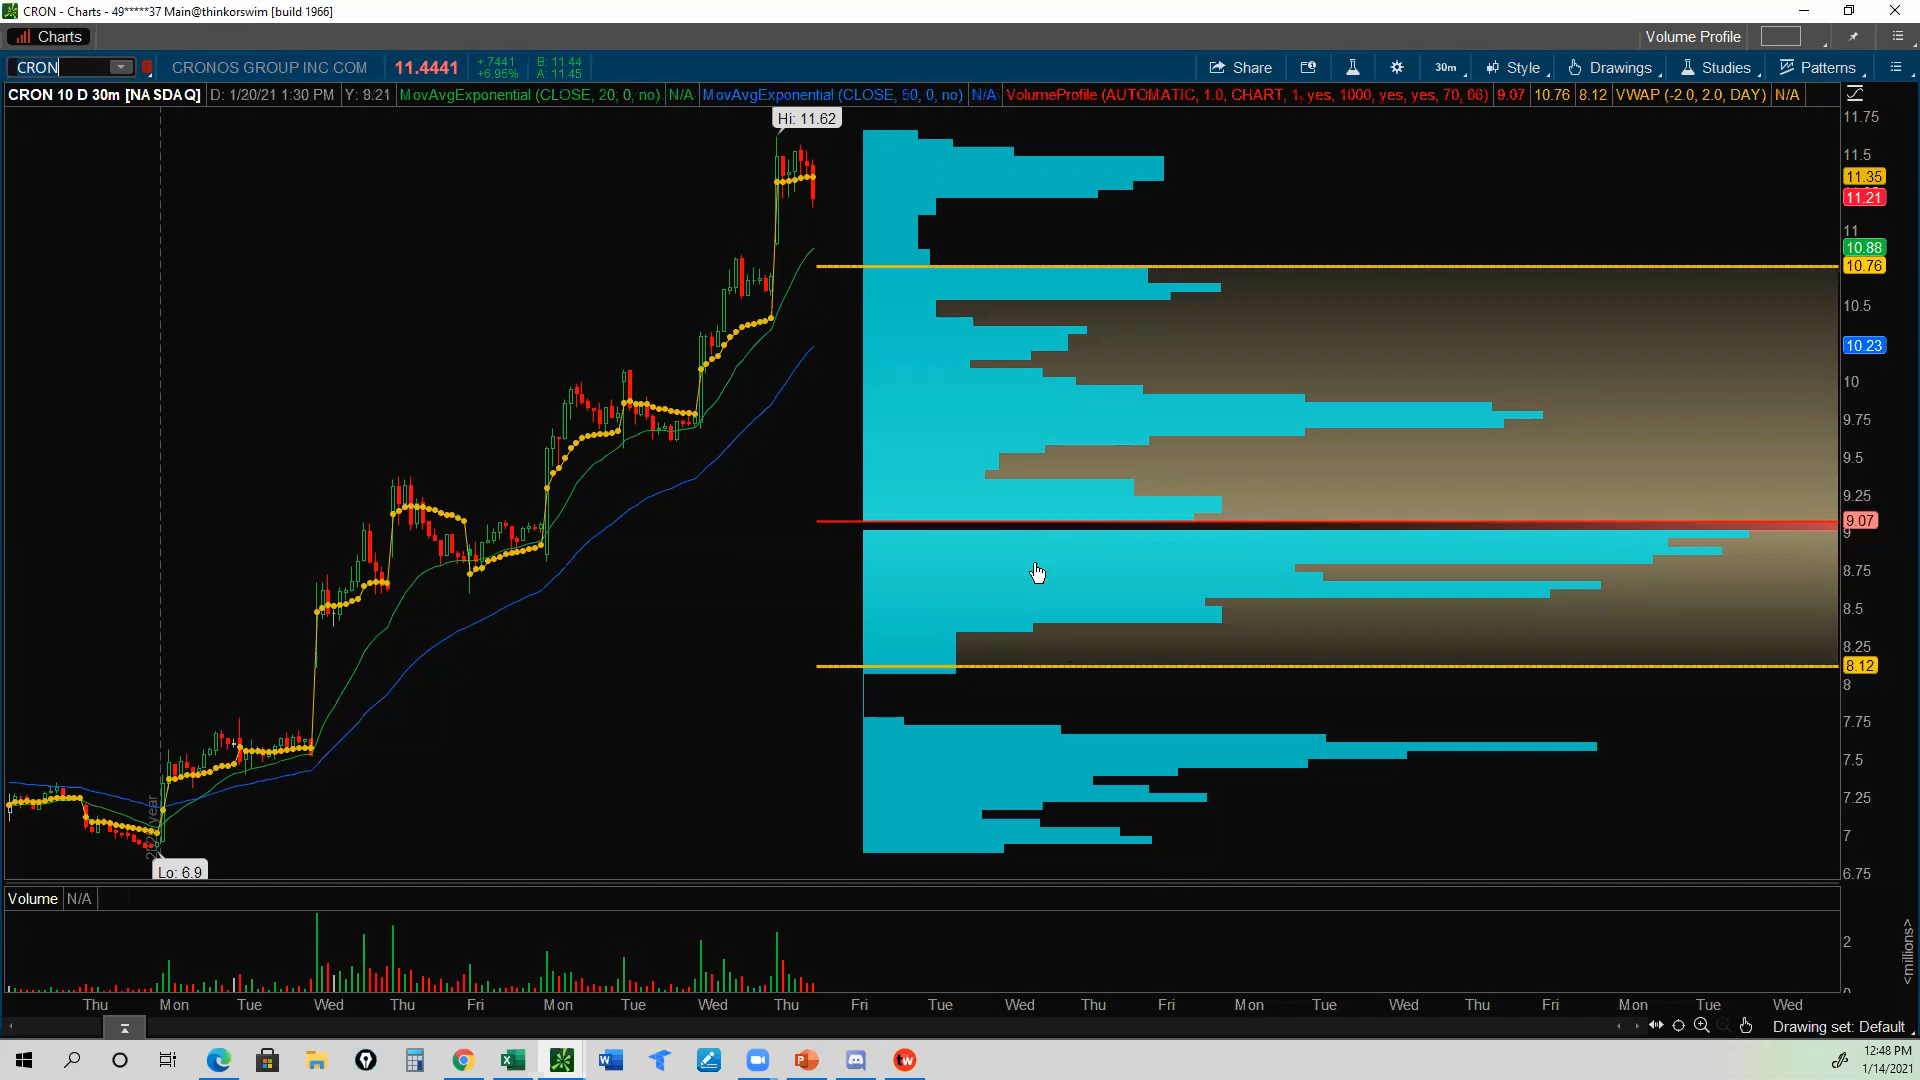 CRON - Charts - 49*****37 Main@thinkorswim [build 1966]
Charts
Volume Profile
CRON
CRONOS GROUP INC COM
11.4441
+.7441
+6.95%
B: 11.44
A: 11.45
Share
30m
Style
Drawings
Studies
Patterns
CRON 10 D 30m [NASDAQ]
D: 1/20/21 1:30 PM
Y: 8.21
MovAvgExponential (CLOSE, 20, 0, no)
N/A
MovAvgExponential (CLOSE, 50, 0, no)
N/A
VolumeProfile (AUTOMATIC, 1.0, CHART, 1, yes, 1000, yes, yes, 70, 06)
9.07
10.76
8.12
VWAP (-2.0, 2.0, DAY)
N/A
Hi: 11.62
11.75
11.5
11.35
11.21
11
10.88
10.76
10.5
10.23
10
9.75
9.5
9.25
9.07
9
8.75
8.5
8.25
8.12
8
7.75
7.5
7.25
7
6.75
Lo: 6.9
Volume
N/A
2
0
<millions>
Thu Mon Tue Wed Thu Fri Mon Tue Wed Thu Fri Tue Wed Thu Fri Mon Tue Wed Thu Fri Mon Tue Wed
Drawing set: Default
12:48 PM
1/14/2021